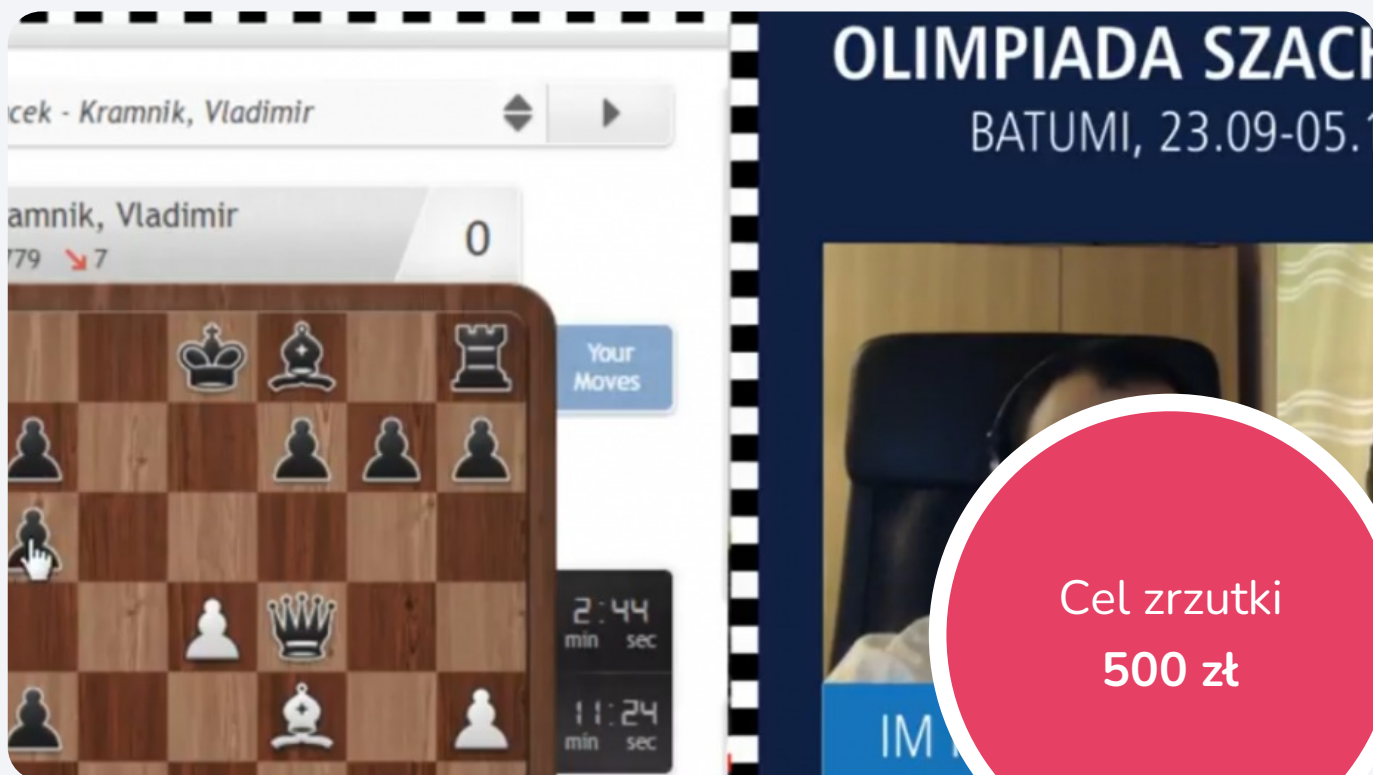 cek - Kramnik, Vladimir
amnik, Vladimir
779 7
0
Your
Moves
2:44
min sec
11:24
min sec
OLIMPIADA SZACH
BATUMI, 23.09-05.1
IM
Cel zrzutki
500 zł